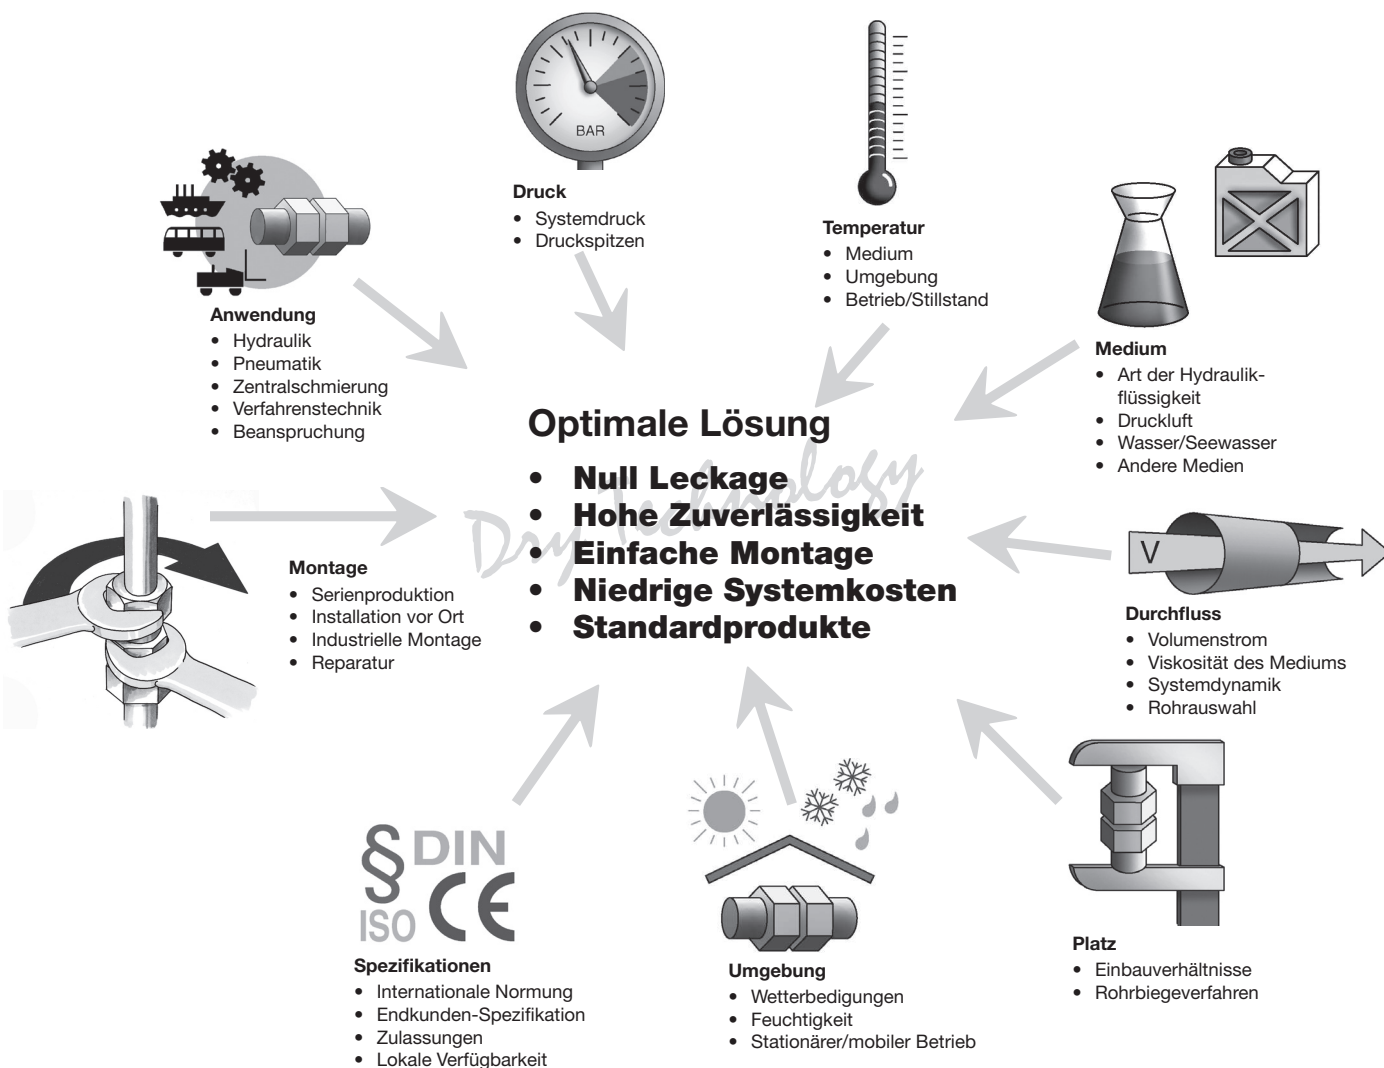 BAR
Druck
• Systemdruck
• Druckspitzen
Temperatur
• Medium
• Umgebung
• Betrieb/Stillstand
Anwendung
• Hydraulik
• Pneumatik
• Zentralschmierung
• Verfahrenstechnik
• Beanspruchung
Medium
• Art der Hydraulik-
flüssigkeit
• Druckluft
• Wasser/Seewasser
• Andere Medien
Optimale Lösung
• Null Leckage
• Hohe Zuverlässigkeit
• Einfache Montage
• Niedrige Systemkosten
• Standardprodukte
Dry Technology
Montage
• Serienproduktion
• Installation vor Ort
• Industrielle Montage
• Reparatur
V
Durchfluss
• Volumenstrom
• Viskosität des Mediums
• Systemdynamik
• Rohrauswahl
§ DIN
ISO CE
Spezifikationen
• Internationale Normung
• Endkunden-Spezifikation
• Zulassungen
• Lokale Verfügbarkeit
Umgebung
• Wetterbedigungen
• Feuchtigkeit
• Stationärer/mobiler Betrieb
Platz
• Einbauverhältnisse
• Rohrbiegeverfahren